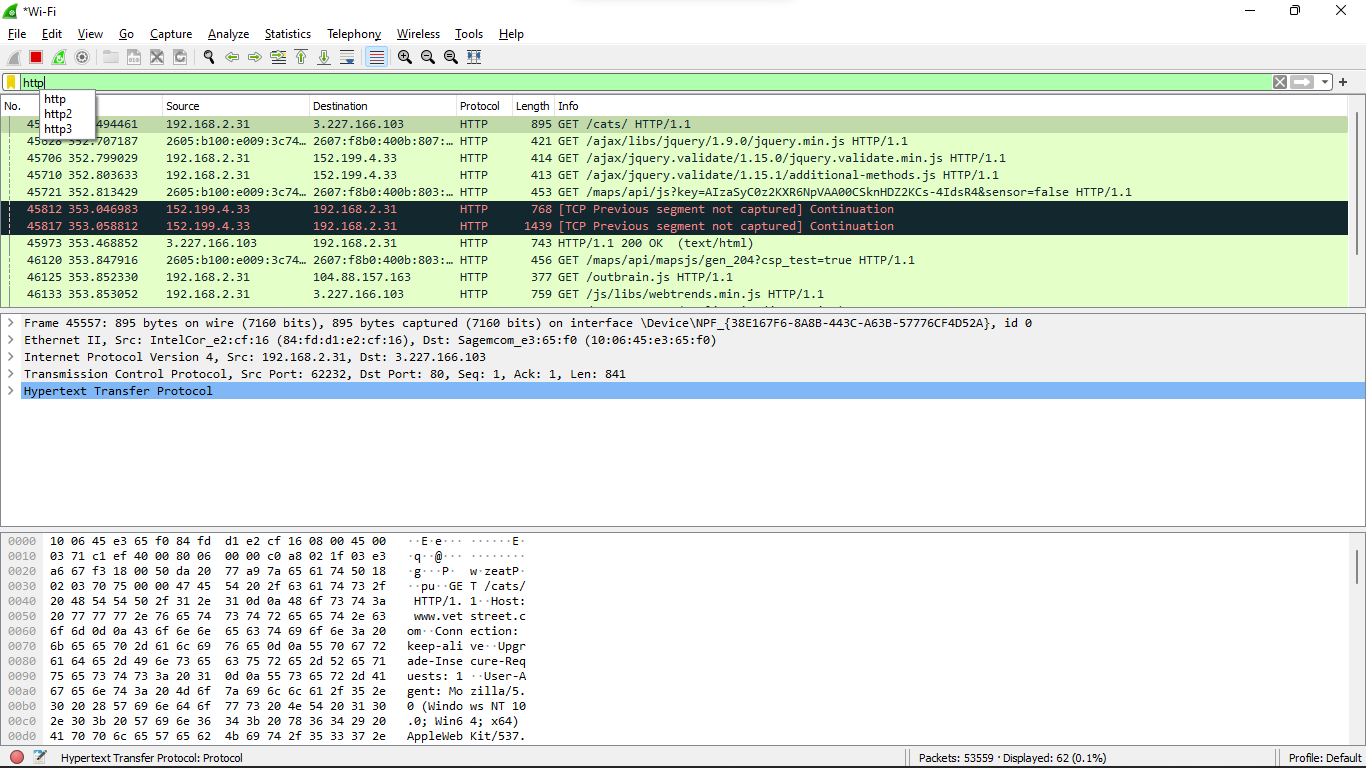 *Wi-Fi
File Edit View Go Capture Analyze Statistics Telephony Wireless Tools Help
http
http
http2
http3
No. Source Destination Protocol Length Info
494461 192.168.2.31 3.227.166.103 HTTP 895 GET /cats/ HTTP/1.1
2605:b100:e009:3c74… 2607:f8b0:400b:807:… HTTP 421 GET /ajax/libs/jquery/1.9.0/jquery.min.js HTTP/1.1
45706 352.799029 192.168.2.31 152.199.4.33 HTTP 414 GET /ajax/jquery.validate/1.15.0/jquery.validate.min.js HTTP/1.1
45710 352.803633 192.168.2.31 152.199.4.33 HTTP 413 GET /ajax/jquery.validate/1.15.1/additional-methods.js HTTP/1.1
45721 352.813429 2605:b100:e009:3c74… 2607:f8b0:400b:803:… HTTP 453 GET /maps/api/js?key=AIzaSyC0z2KXR6NpVAA00CSknHDZ2KCs-4IdsR4&sensor=false HTTP/1.1
45812 353.046983 152.199.4.33 192.168.2.31 HTTP 768 [TCP Previous segment not captured] Continuation
45817 353.058812 152.199.4.33 192.168.2.31 HTTP 1439 [TCP Previous segment not captured] Continuation
45973 353.468852 3.227.166.103 192.168.2.31 HTTP 743 HTTP/1.1 200 OK (text/html)
46120 353.847916 2605:b100:e009:3c74… 2607:f8b0:400b:803:… HTTP 456 GET /maps/api/mapsjs/gen_204?csp_test=true HTTP/1.1
46125 353.852330 192.168.2.31 104.88.157.163 HTTP 377 GET /outbrain.js HTTP/1.1
46133 353.853052 192.168.2.31 3.227.166.103 HTTP 759 GET /js/libs/webtrends.min.js HTTP/1.1
Frame 45557: 895 bytes on wire (7160 bits), 895 bytes captured (7160 bits) on interface \Device\NPF_{38E167F6-8A8B-443C-A63B-57776CF4D52A}, id 0
Ethernet II, Src: IntelCor_e2:cf:16 (84:fd:d1:e2:cf:16), Dst: Sagemcom_e3:65:f0 (10:06:45:e3:65:f0)
Internet Protocol Version 4, Src: 192.168.2.31, Dst: 3.227.166.103
Transmission Control Protocol, Src Port: 62232, Dst Port: 80, Seq: 1, Ack: 1, Len: 841
Hypertext Transfer Protocol
0000 10 06 45 e3 65 f0 84 fd d1 e2 cf 16 08 00 45 00 ··E·e··· ······E·
0010 03 71 c1 ef 40 00 80 06 00 00 c0 a8 02 1f 03 e3 ·q··@··· ········
0020 a6 67 f3 18 00 50 da 20 77 a9 7a 65 61 74 50 18 ·g···P·  w·zeatP·
0030 02 03 70 75 00 00 47 45 54 20 2f 63 61 74 73 2f ··pu··GE T /cats/
0040 20 48 54 54 50 2f 31 2e 31 0d 0a 48 6f 73 74 3a HTTP/1. 1··Host:
0050 20 77 77 77 2e 76 65 74 73 74 72 65 65 74 2e 63 www.vet street.c
0060 6f 6d 0d 0a 43 6f 6e 6e 65 63 74 69 6f 6e 3a 20 om··Conn ection:
0070 6b 65 65 70 2d 61 6c 69 76 65 0d 0a 55 70 67 72 keep-ali ve··Upgr
0080 61 64 65 2d 49 6e 73 65 63 75 72 65 2d 52 65 71 ade-Inse cure-Req
0090 75 65 73 74 73 3a 20 31 0d 0a 55 73 65 72 2d 41 uests: 1 ··User-A
00a0 67 65 6e 74 3a 20 4d 6f 7a 69 6c 6c 61 2f 35 2e gent: Mo zilla/5.
00b0 30 20 28 57 69 6e 64 6f 77 73 20 4e 54 20 31 30 0 (Windo ws NT 10
00c0 2e 30 3b 20 57 69 6e 36 34 3b 20 78 36 34 29 20 .0; Win6 4; x64)
00d0 41 70 70 6c 65 57 65 62 4b 69 74 2f 35 33 37 2e AppleWeb Kit/537.
Hypertext Transfer Protocol: Protocol Packets: 53559 · Displayed: 62 (0.1%) Profile: Default